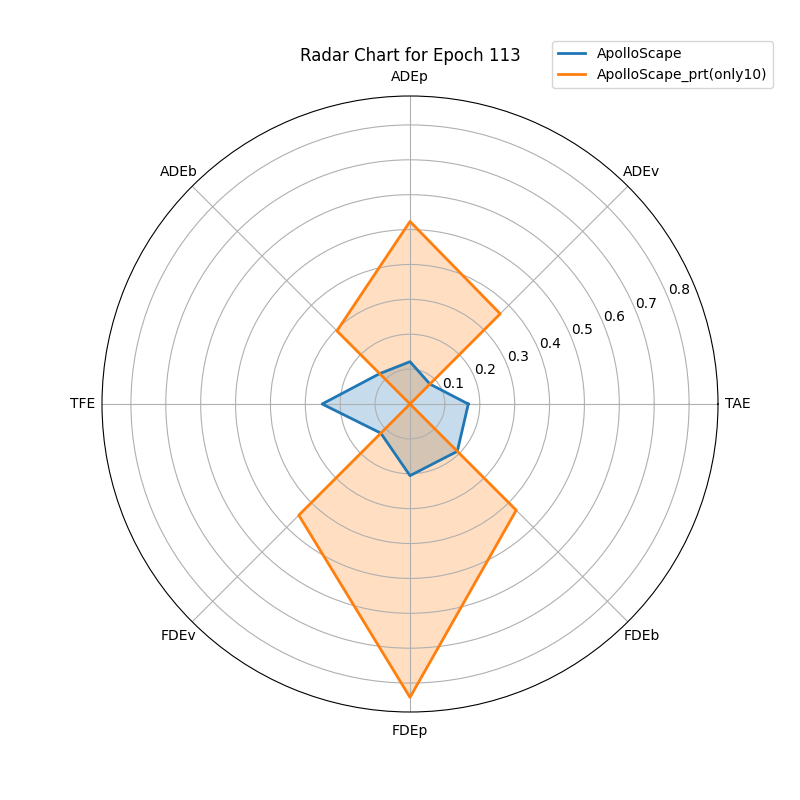 Radar Chart for Epoch 113
ApolloScape
ApolloScape_prt(only10)
ADEp
ADEb
ADEv
0.8
0.7
0.6
0.5
0.4
0.3
0.2
0.1
TFE
TAE
FDEv
FDEb
FDEp